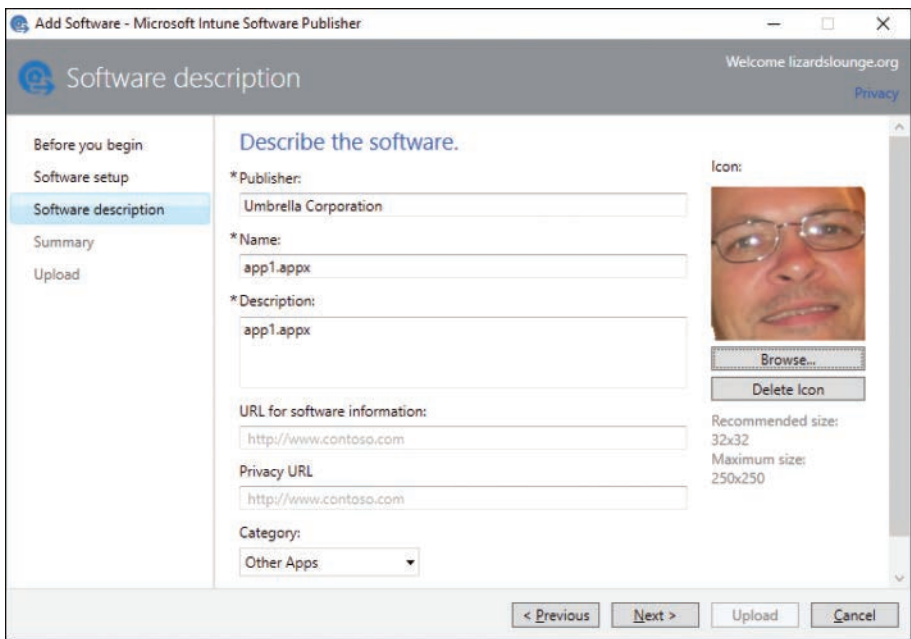 Add Software - Microsoft Intune Software Publisher
Software description
Welcome lizardslounge.org
Privacy
Before you begin
Software setup
Software description
Summary
Upload
Describe the software.
*Publisher:
Umbrella Corporation
*Name:
app1.appx
*Description:
app1.appx
URL for software information:
http://www.contoso.com
Privacy URL
http://www.contoso.com
Category:
Other Apps
Icon:
Browse...
Delete Icon
Recommended size:
32x32
Maximum size:
250x250
< Previous
Next >
Upload
Cancel